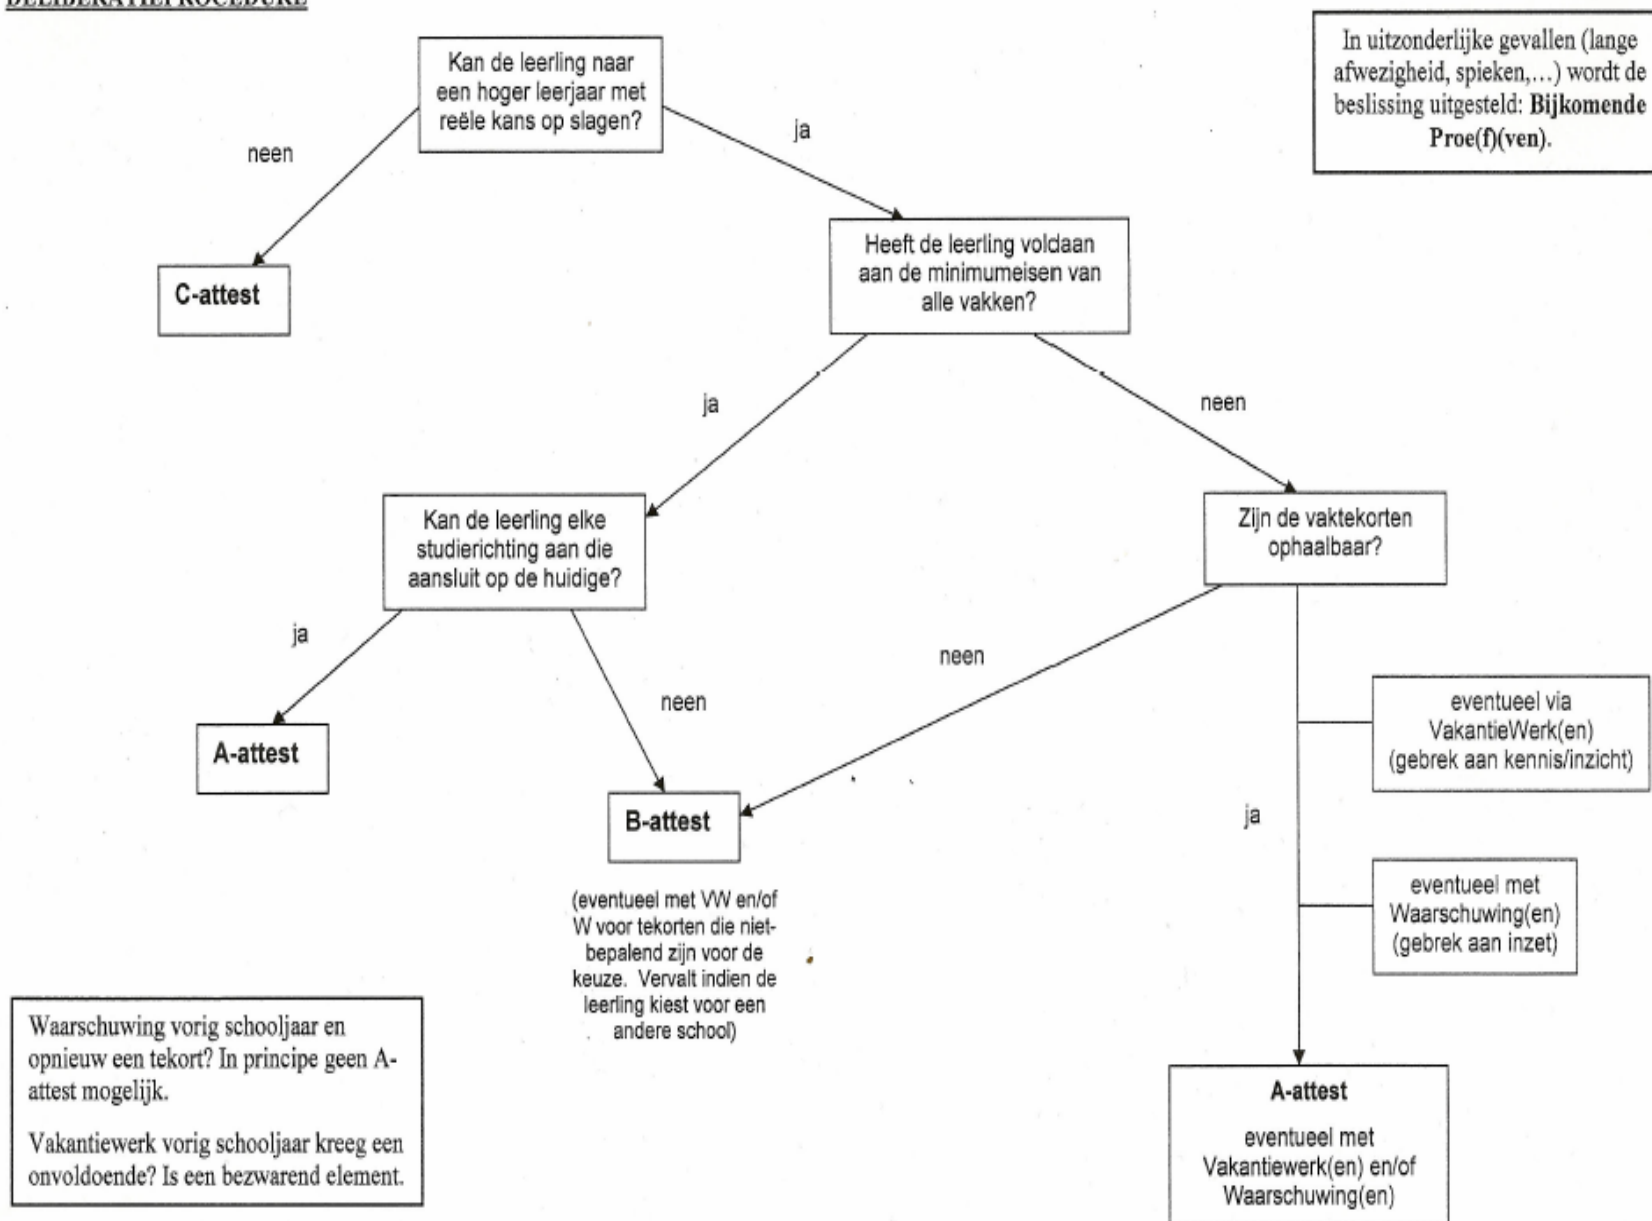 DELIBERATIEPROCEDURE
Kan de leerling naar
een hoger leerjaar met
reële kans op slagen?
In uitzonderlijke gevallen (lange
afwezigheid, spieken,…) wordt de
beslissing uitgesteld: Bijkomende
Proe(f)(ven).
neen
ja
C-attest
Heeft de leerling voldaan
aan de minimumeisen van
alle vakken?
ja
neen
Kan de leerling elke
studierichting aan die
aansluit op de huidige?
Zijn de vaktekorten
ophaalbaar?
ja
neen
neen
A-attest
B-attest
(eventueel met VW en/of
W voor tekorten die niet-
bepalend zijn voor de
keuze. Vervalt indien de
leerling kiest voor een
andere school)
eventueel via
VakantieWerk(en)
(gebrek aan kennis/inzicht)
ja
eventueel met
Waarschuwing(en)
(gebrek aan inzet)
A-attest
eventueel met
Vakantiewerk(en) en/of
Waarschuwing(en)
Waarschuwing vorig schooljaar en
opnieuw een tekort? In principe geen A-
attest mogelijk.
Vakantiewerk vorig schooljaar kreeg een
onvoldoende? Is een bezwarend element.